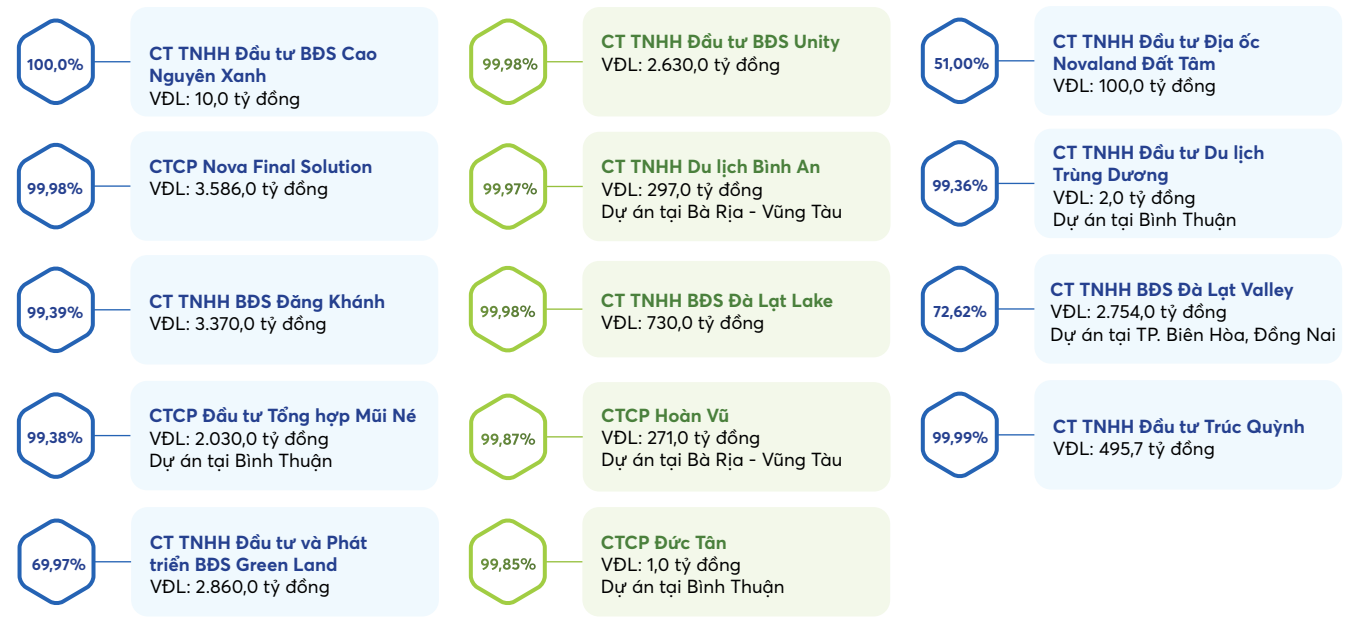 100,0%
CT TNHH Đầu tư BĐS Cao
Nguyên Xanh
VĐL: 10,0 tỷ đồng
99,98%
CTCP Nova Final Solution
VĐL: 3.586,0 tỷ đồng
99,39%
CT TNHH BĐS Đăng Khánh
VĐL: 3.370,0 tỷ đồng
99,38%
CTCP Đầu tư Tổng hợp Mũi Né
VĐL: 2.030,0 tỷ đồng
Dự án tại Bình Thuận
69,97%
CT TNHH Đầu tư và Phát
triển BĐS Green Land
VĐL: 2.860,0 tỷ đồng
99,98%
CT TNHH Đầu tư BĐS Unity
VĐL: 2.630,0 tỷ đồng
99,97%
CT TNHH Du lịch Bình An
VĐL: 297,0 tỷ đồng
Dự án tại Bà Rịa - Vũng Tàu
99,98%
CT TNHH BĐS Đà Lạt Lake
VĐL: 730,0 tỷ đồng
99,87%
CTCP Hoàn Vũ
VĐL: 271,0 tỷ đồng
Dự án tại Bà Rịa - Vũng Tàu
99,85%
CTCP Đức Tân
VĐL: 1,0 tỷ đồng
Dự án tại Bình Thuận
51,00%
CT TNHH Đầu tư Địa ốc
Novaland Đất Tâm
VĐL: 100,0 tỷ đồng
99,36%
CT TNHH Đầu tư Du lịch
Trùng Dương
VĐL: 2,0 tỷ đồng
Dự án tại Bình Thuận
72,62%
CT TNHH BĐS Đà Lạt Valley
VĐL: 2.754,0 tỷ đồng
Dự án tại TP. Biên Hòa, Đồng Nai
99,99%
CT TNHH Đầu tư Trúc Quỳnh
VĐL: 495,7 tỷ đồng